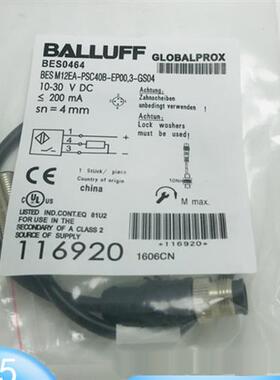 BALLUFF GLOBALPROX
BES0464
BES M12EA-PSC40B-EP00,3-GS04
10-30 V DC
≤ 200 mA
sn = 4 mm
Achtung:
Zahnscheiben
unbedingt verwenden !
Attention:
Lock washers
must be used!
1 Stück/ piece
Country of origin
china
M max.
LISTED IND.CONT.EQ 81U2
FOR USE IN THE
SECONDARY OF A CLASS 2
SOURCE OF SUPPLY
116920
*116920*
1606CN
5